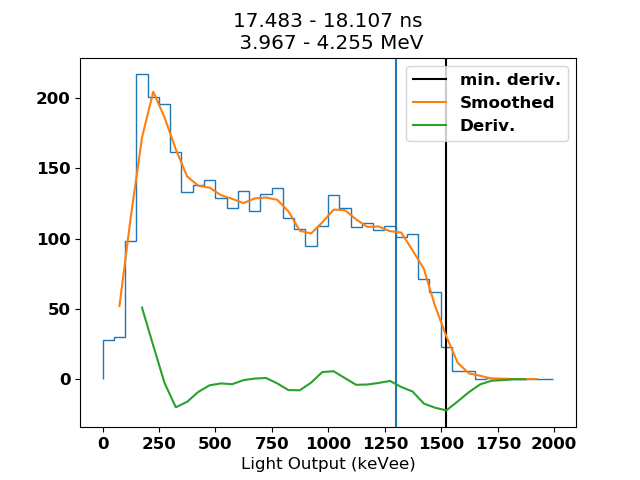 17.483 - 18.107 ns
3.967 - 4.255 MeV
min. deriv.
Smoothed
Deriv.
200
150
100
50
0
0 250 500 750 1000 1250 1500 1750 2000
Light Output (keVee)